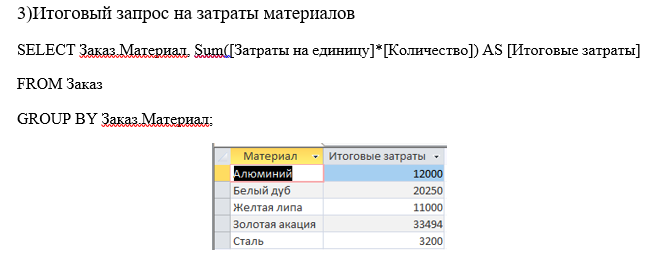 3)Итоговый запрос на затраты материалов
SELECT Заказ.Материал, Sum([Затраты на единицу]*[Количество]) AS [Итоговые затраты]
FROM Заказ
GROUP BY Заказ.Материал;
Материал Итоговые затраты
Алюминий 12000
Белый дуб 20250
Желтая липа 11000
Золотая акация 33494
Сталь 3200